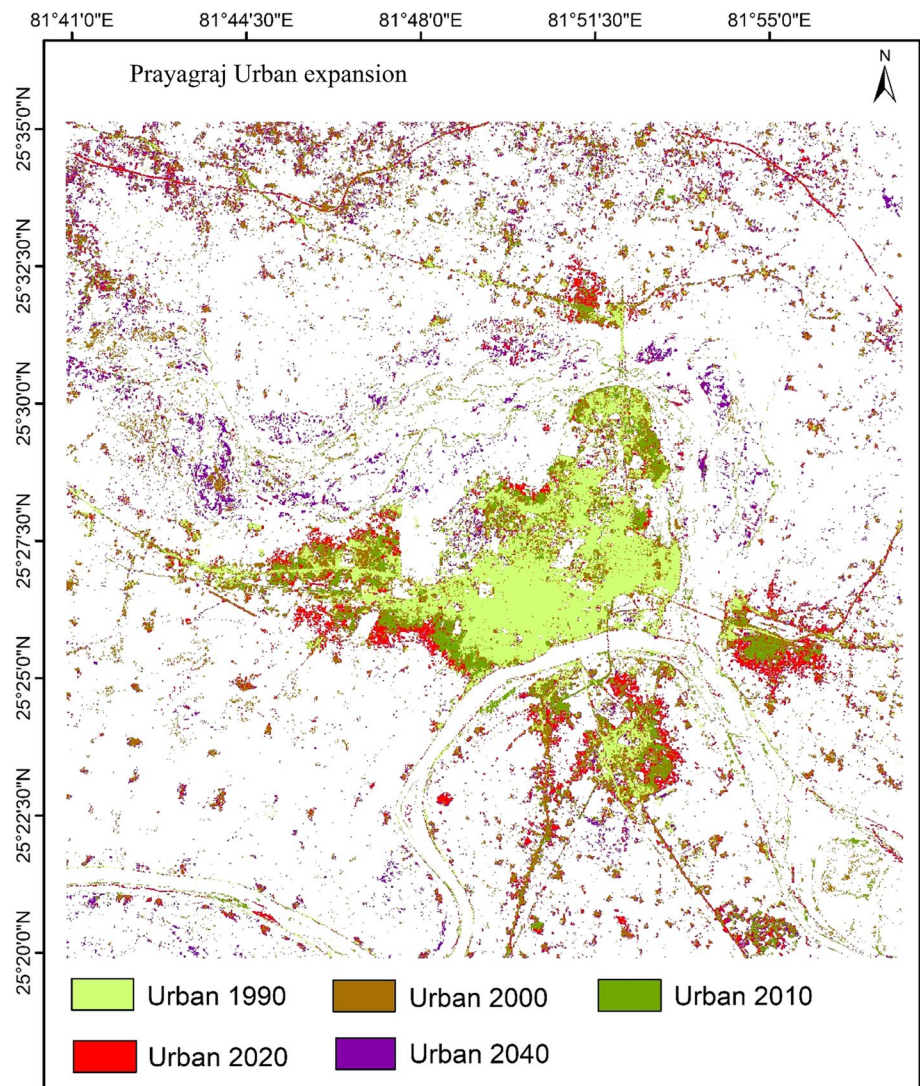 81°41'0"E 81°44'30"E 81°48'0"E 81°51'30"E 81°55'0"E
Prayagraj Urban expansion
N
25°35'0"N
25°32'30"N
25°30'0"N
25°27'30"N
25°25'0"N
25°22'30"N
25°20'0"N
Urban 1990 Urban 2000 Urban 2010
Urban 2020 Urban 2040